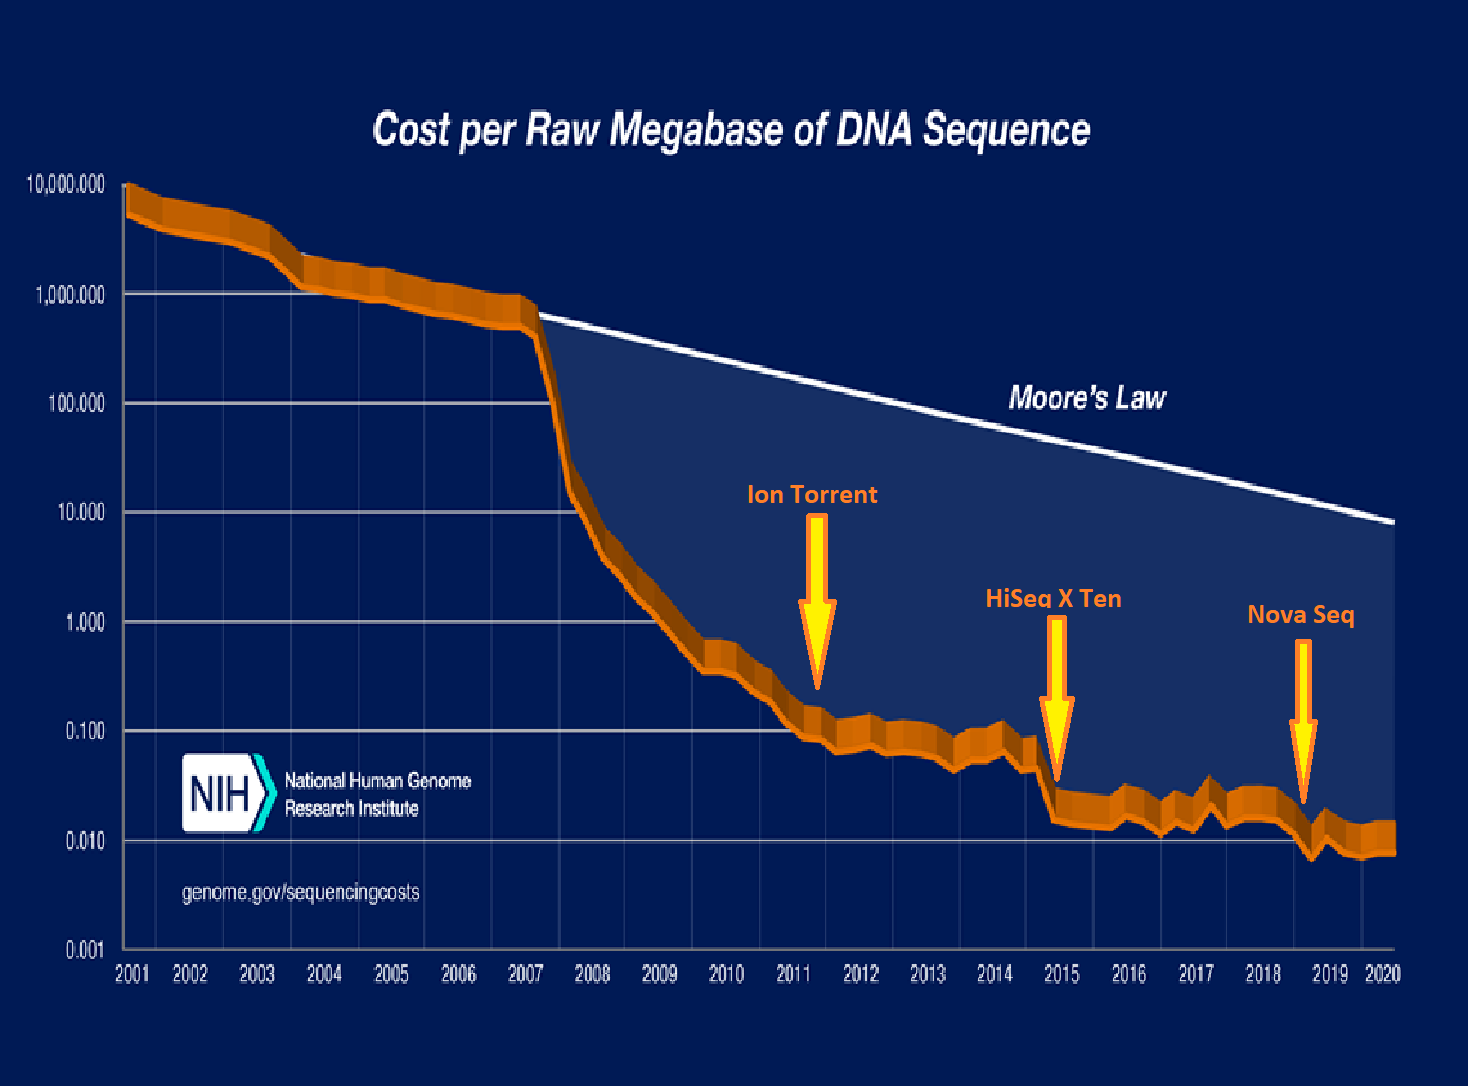 Cost per Raw Megabase of DNA Sequence
10,000.000
1,000.000
100.000
10.000
1.000
0.100
0.010
0.001
Moore's Law
Ion Torrent
HiSeq X Ten
Nova Seq
NIH
National Human Genome
Research Institute
genome.gov/sequencingcosts
2001 2002 2003 2004 2005 2006 2007 2008 2009 2010 2011 2012 2013 2014 2015 2016 2017 2018 2019 2020